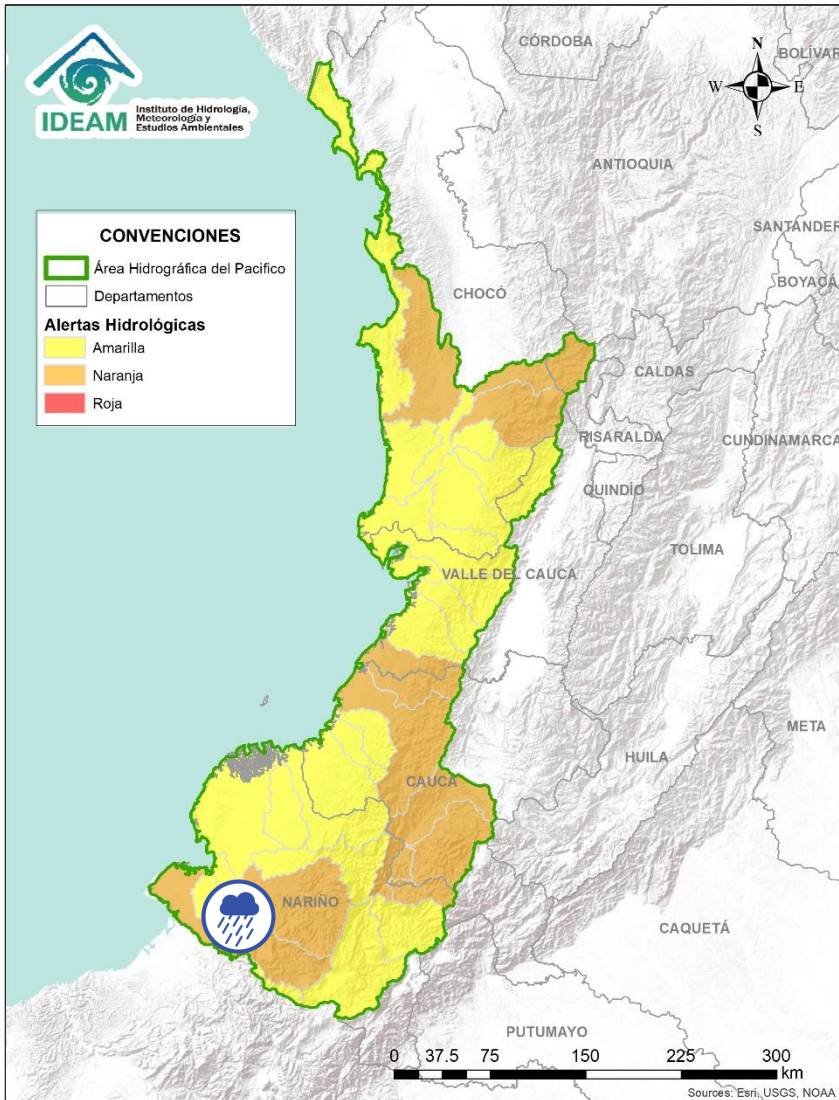 IDEAM
Instituto de Hidrología,
Meteorología y
Estudios Ambientales
CONVENCIONES
Área Hidrográfica del Pacifico
Departamentos
Alertas Hidrológicas
Amarilla
Naranja
Roja
N
W E
S
CÓRDOBA
BOLÍVAR
ANTIOQUIA
SANTANDER
BOYACÁ
CHOCÓ
CALDAS
RISARALDA
CUNDINAMARCA
QUINDÍO
TOLIMA
VALLE DEL CAUCA
META
HUILA
CAUCA
NARIÑO
CAQUETÁ
PUTUMAYO
0 37.5 75 150 225 300
km
Sources: Esri, USGS, NOAA